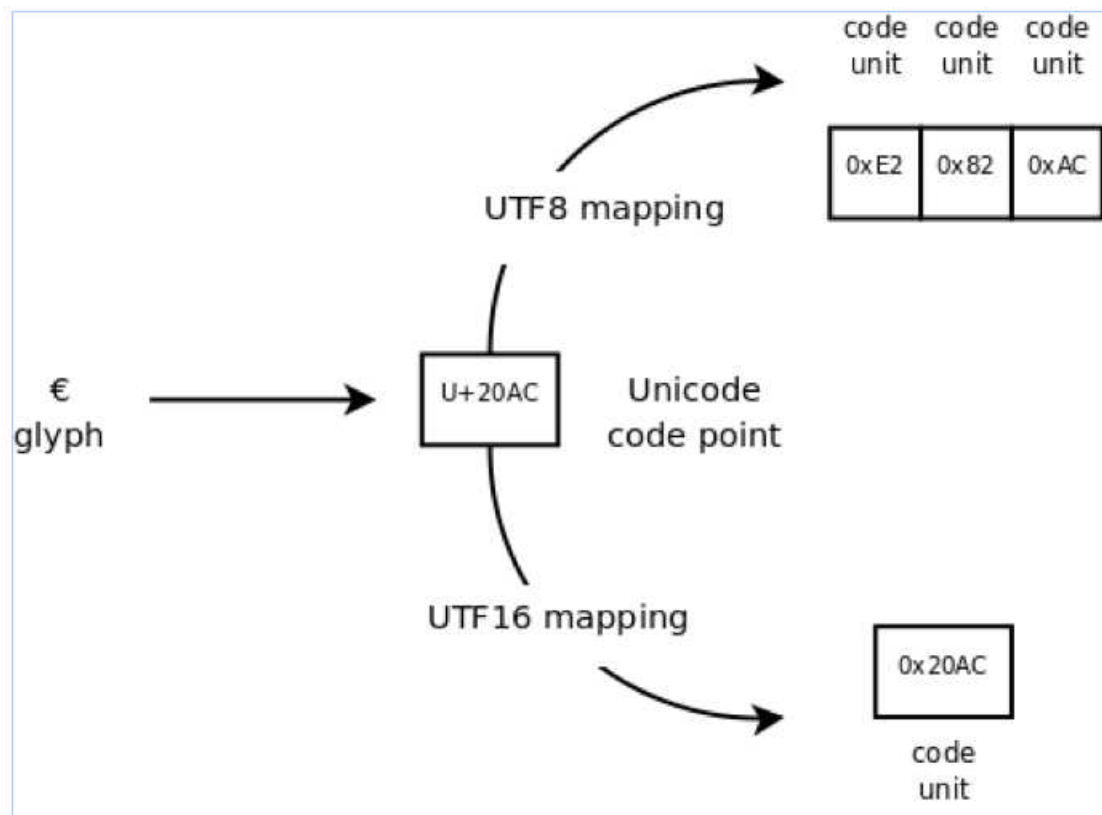 code code code
unit unit unit
0xE2 0x82 0xAC
UTF8 mapping
€
glyph
U+20AC
Unicode
code point
UTF16 mapping
0x20AC
code
unit